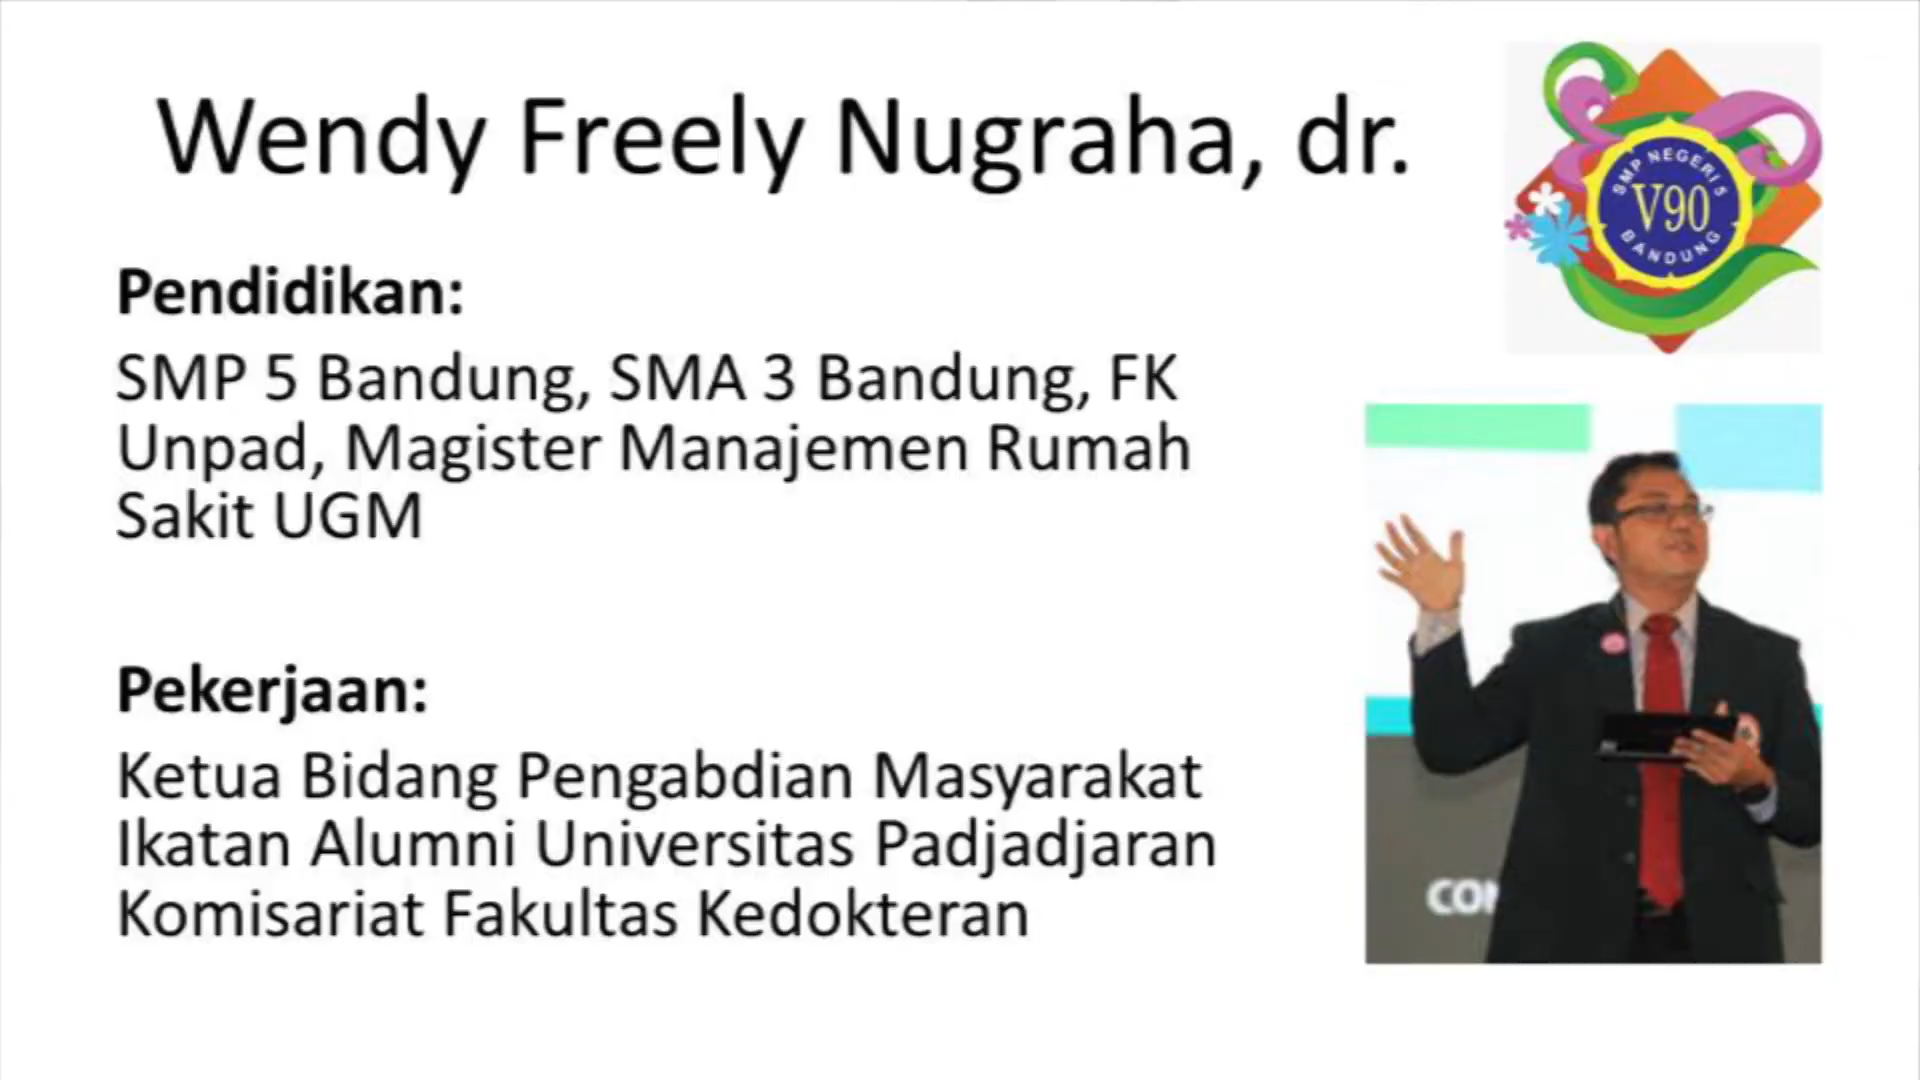 Wendy Freely Nugraha, dr.
SMP NEGERI 5
V90
BANDUNG
Pendidikan:
SMP 5 Bandung, SMA 3 Bandung, FK
Unpad, Magister Manajemen Rumah
Sakit UGM
Pekerjaan:
Ketua Bidang Pengabdian Masyarakat
Ikatan Alumni Universitas Padjadjaran
Komisariat Fakultas Kedokteran
CON